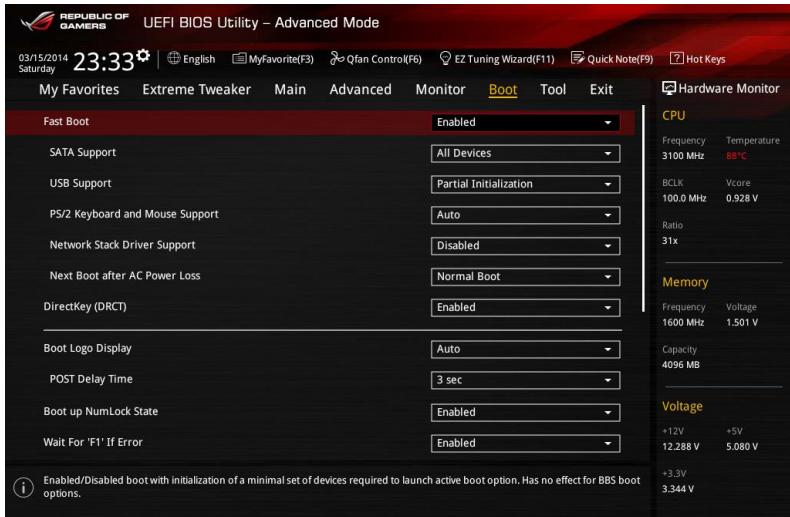 REPUBLIC OF GAMERS UEFI BIOS Utility – Advanced Mode
03/15/2014 Saturday 23:33 English MyFavorite(F3) Qfan Control(F6) EZ Tuning Wizard(F11) Quick Note(F9) ? Hot Keys
My Favorites Extreme Tweaker Main Advanced Monitor Boot Tool Exit
Fast Boot Enabled
SATA Support All Devices
USB Support Partial Initialization
PS/2 Keyboard and Mouse Support Auto
Network Stack Driver Support Disabled
Next Boot after AC Power Loss Normal Boot
DirectKey (DRCT) Enabled
Boot Logo Display Auto
POST Delay Time 3 sec
Boot up NumLock State Enabled
Wait For 'F1' If Error Enabled
i Enabled/Disabled boot with initialization of a minimal set of devices required to launch active boot option. Has no effect for BBS boot
options.
Hardware Monitor
CPU
Frequency Temperature
3100 MHz 88°C
BCLK Vcore
100.0 MHz 0.928 V
Ratio
31x
Memory
Frequency Voltage
1600 MHz 1.501 V
Capacity
4096 MB
Voltage
+12V +5V
12.288 V 5.080 V
+3.3V
3.344 V